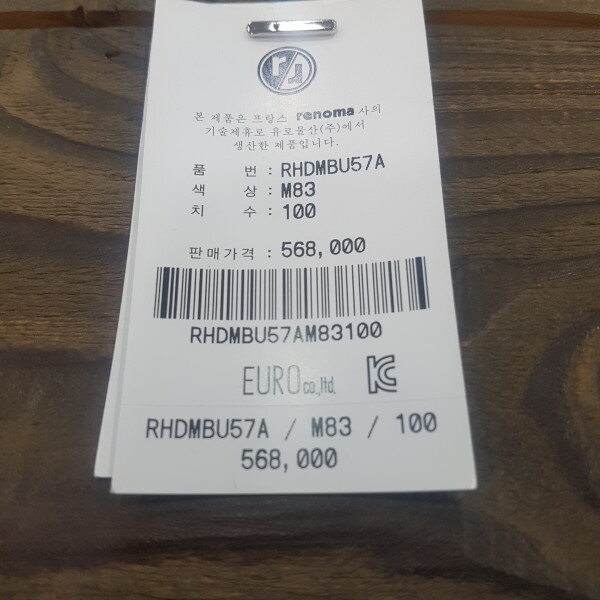 본 제품은 프랑스 renoma 사의
기술제휴로 유로물산(주)에서
생산한 제품입니다.
품 번 : RHDMBU57A
색 상 : M83
치 수 : 100
판매가격 : 568,000
RHDMBU57AM83100
EURO co.,ltd.
RHDMBU57A / M83 / 100
568,000